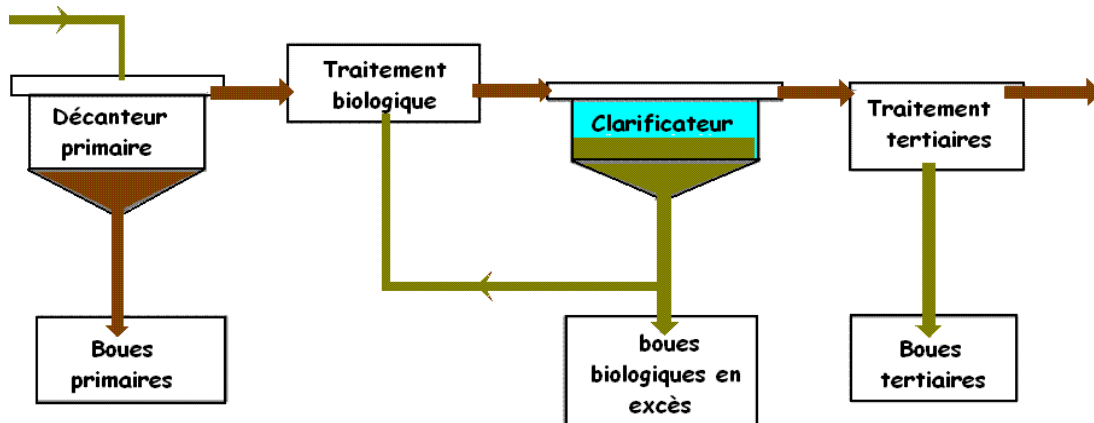 Décanteur
primaire
Traitement
biologique
Clarificateur
Traitement
tertiaires
Boues
primaires
boues
biologiques en
excès
Boues
tertiaires